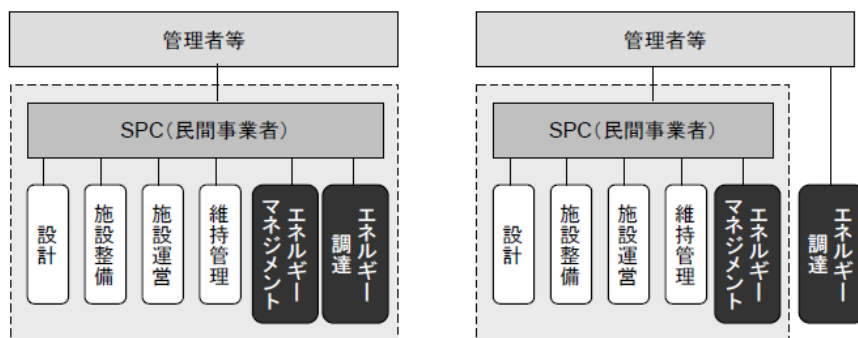 管理者等
SPC（民間事業者）
設計
施設整備
施設運営
維持管理
エネルギー
マネジメント
エネルギー
調達
管理者等
SPC（民間事業者）
設計
施設整備
施設運営
維持管理
エネルギー
マネジメント
エネルギー
調達